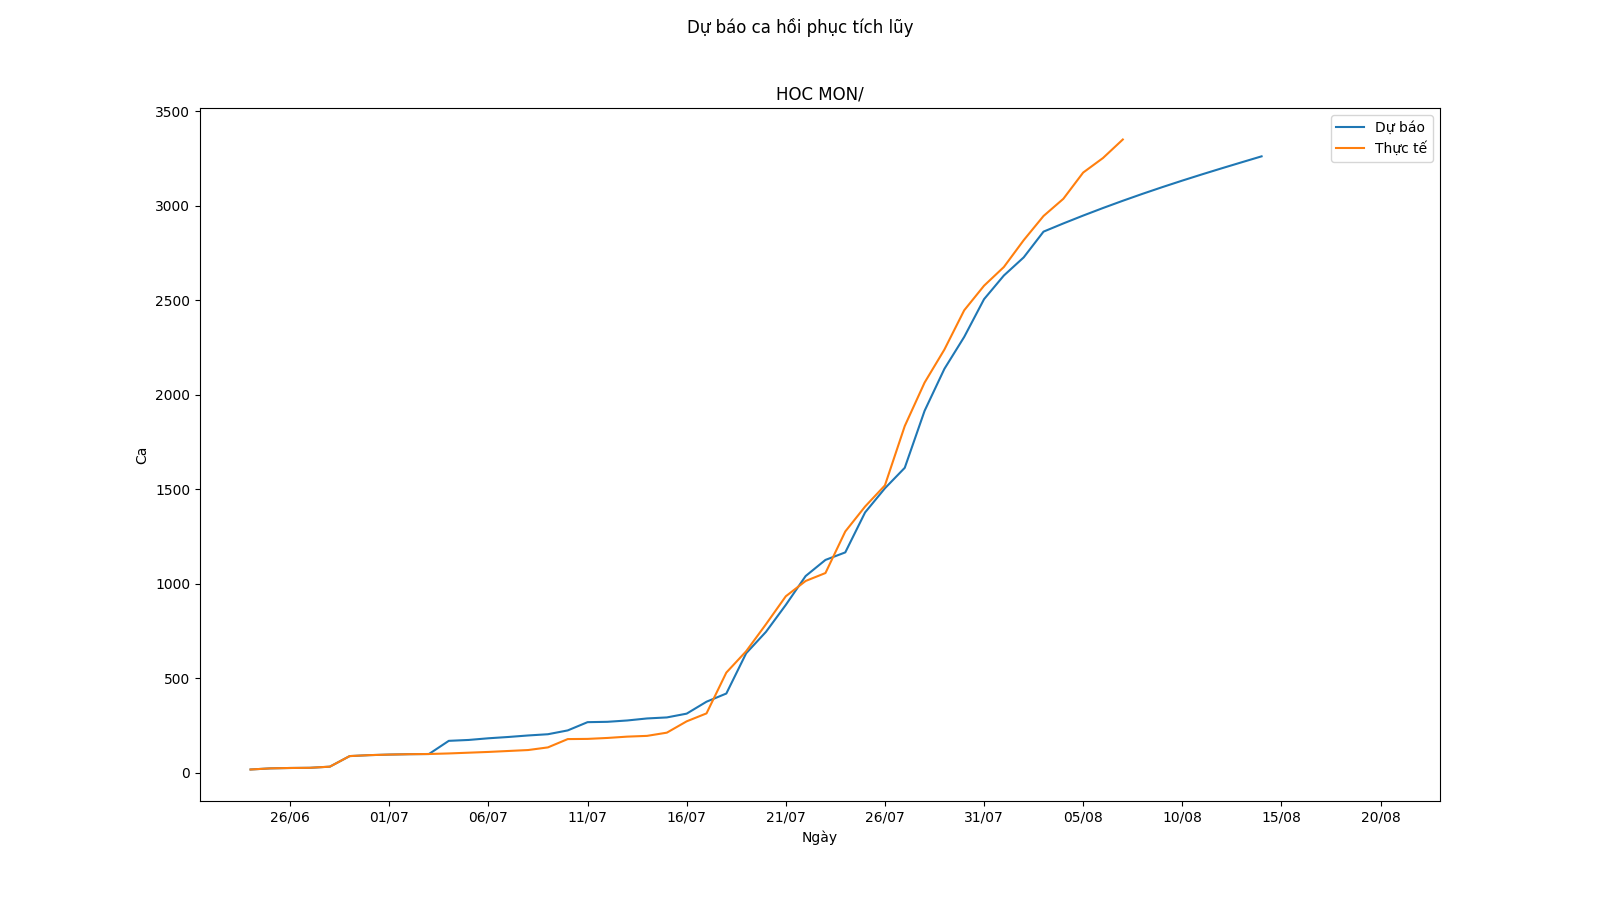 Dự báo ca hồi phục tích lũy
HOC MON/
Dự báo
Thực tế
3500
3000
2500
2000
1500
1000
500
0
Ca
26/06 01/07 06/07 11/07 16/07 21/07 26/07 31/07 05/08 10/08 15/08 20/08
Ngày